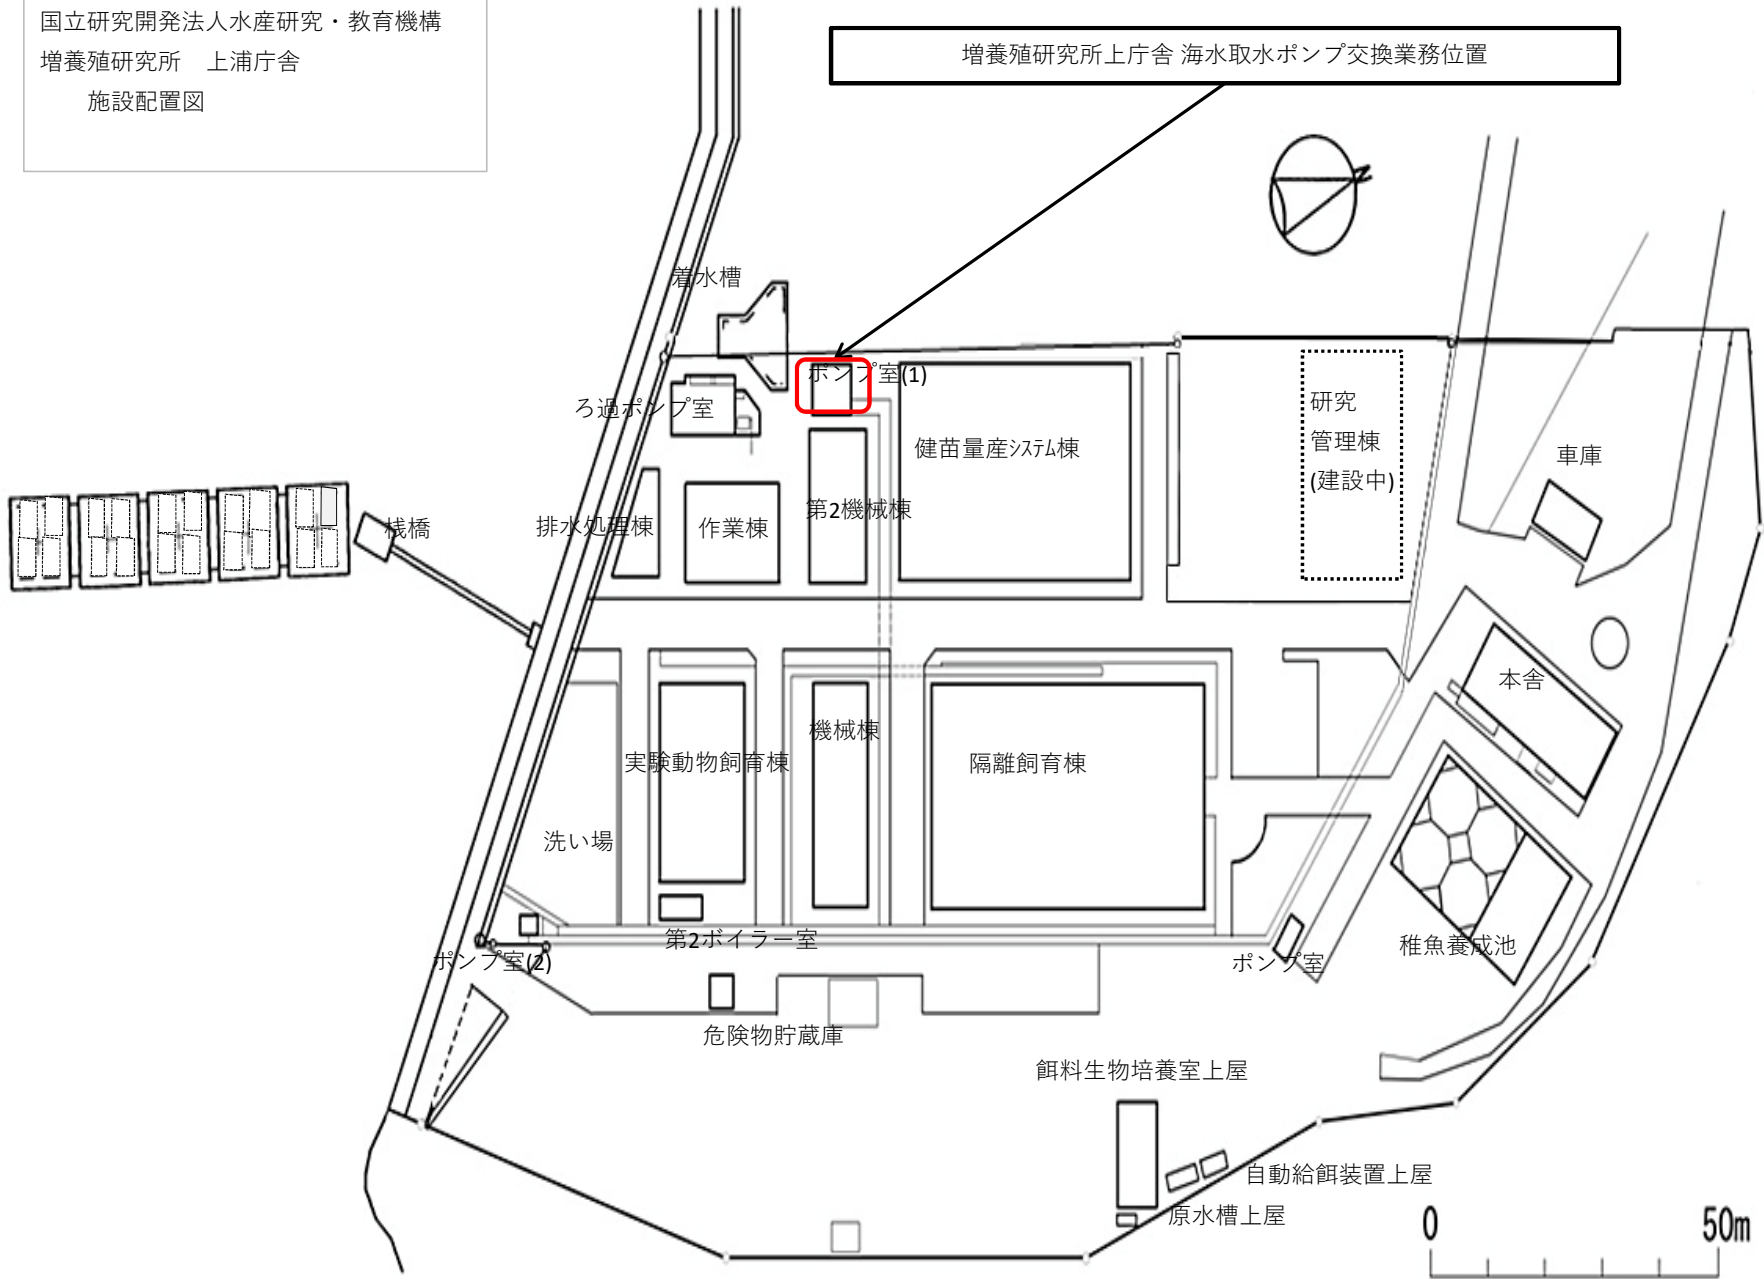 国立研究開発法人水産研究・教育機構
増養殖研究所　上浦庁舎
施設配置図
増養殖研究所上庁舎 海水取水ポンプ交換業務位置
N
着水槽
ポンプ室(1)
ろ過ポンプ室
健苗量産ｼｽﾃﾑ棟
研究
管理棟
(建設中)
車庫
第2機械棟
排水処理棟
作業棟
桟橋
本舎
機械棟
実験動物飼育棟
隔離飼育棟
洗い場
第2ボイラー室
ポンプ室(2)
ポンプ室
稚魚養成池
危険物貯蔵庫
餌料生物培養室上屋
自動給餌装置上屋
原水槽上屋
0
50m